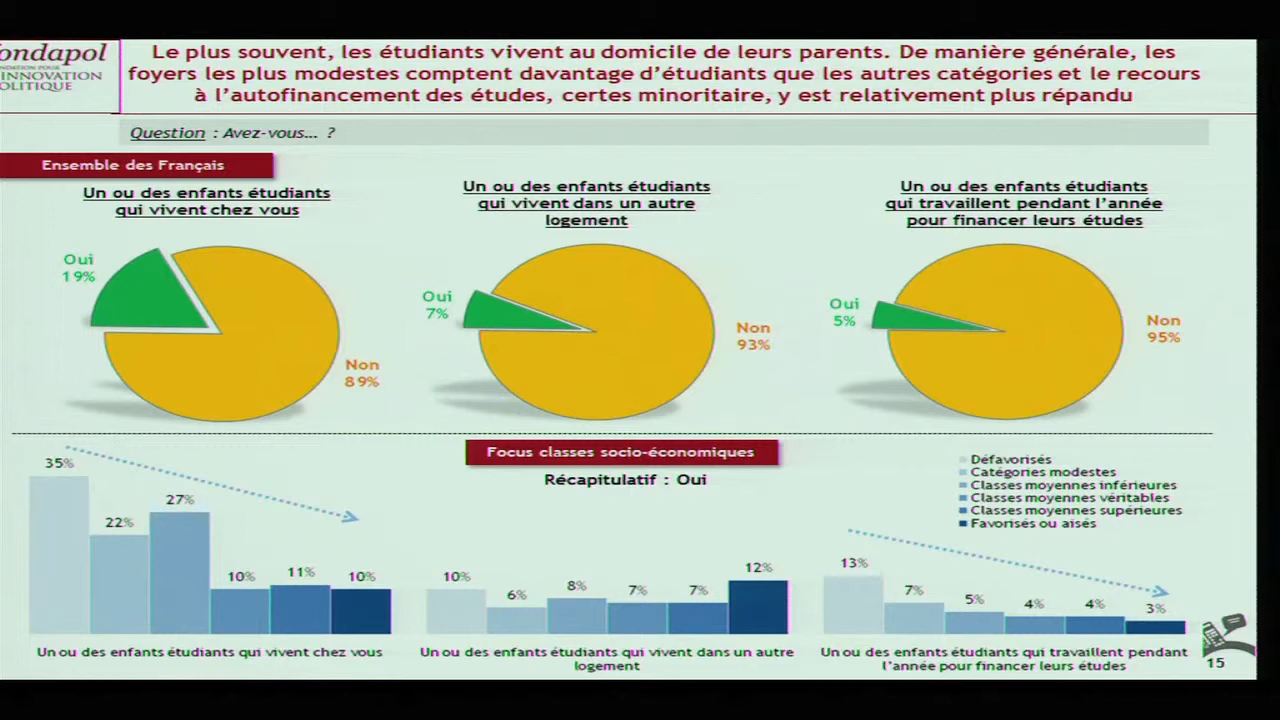 fondapol
L'INNOVATION
POLITIQUE
Le plus souvent, les étudiants vivent au domicile de leurs parents. De manière générale, les
foyers les plus modestes comptent davantage d'étudiants que les autres catégories et le recours
à l'autofinancement des études, certes minoritaire, y est relativement plus répandu
Question : Avez-vous... ?
Ensemble des Français
Un ou des enfants étudiants
qui vivent chez vous
Oui
19%
Non
89%
Un ou des enfants étudiants
qui vivent dans un autre
logement
Oui
7%
Non
93%
Un ou des enfants étudiants
qui travaillent pendant l'année
pour financer leurs études
Oui
5%
Non
95%
Focus classes socio-économiques
Récapitulatif : Oui
Défavorisés
Catégories modestes
Classes moyennes inférieures
Classes moyennes véritables
Classes moyennes supérieures
Favorisés ou aisés
35%
22%
27%
10%
11%
10%
Un ou des enfants étudiants qui vivent chez vous
10%
6%
8%
7%
7%
12%
Un ou des enfants étudiants qui vivent dans un autre
logement
13%
7%
5%
4%
4%
3%
Un ou des enfants étudiants qui travaillent pendant
l'année pour financer leurs études
15